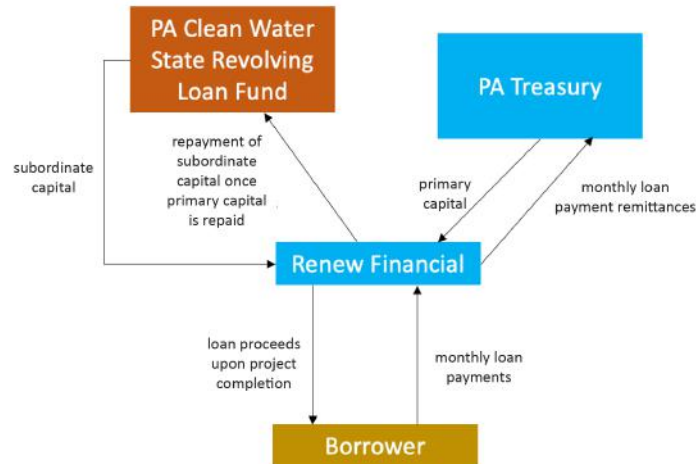 PA Clean Water
State Revolving
Loan Fund
PA Treasury
subordinate
capital
repayment of
subordinate
capital once
primary capital
is repaid
primary
capital
monthly loan
payment remittances
Renew Financial
loan proceeds
upon project
completion
monthly loan
payments
Borrower